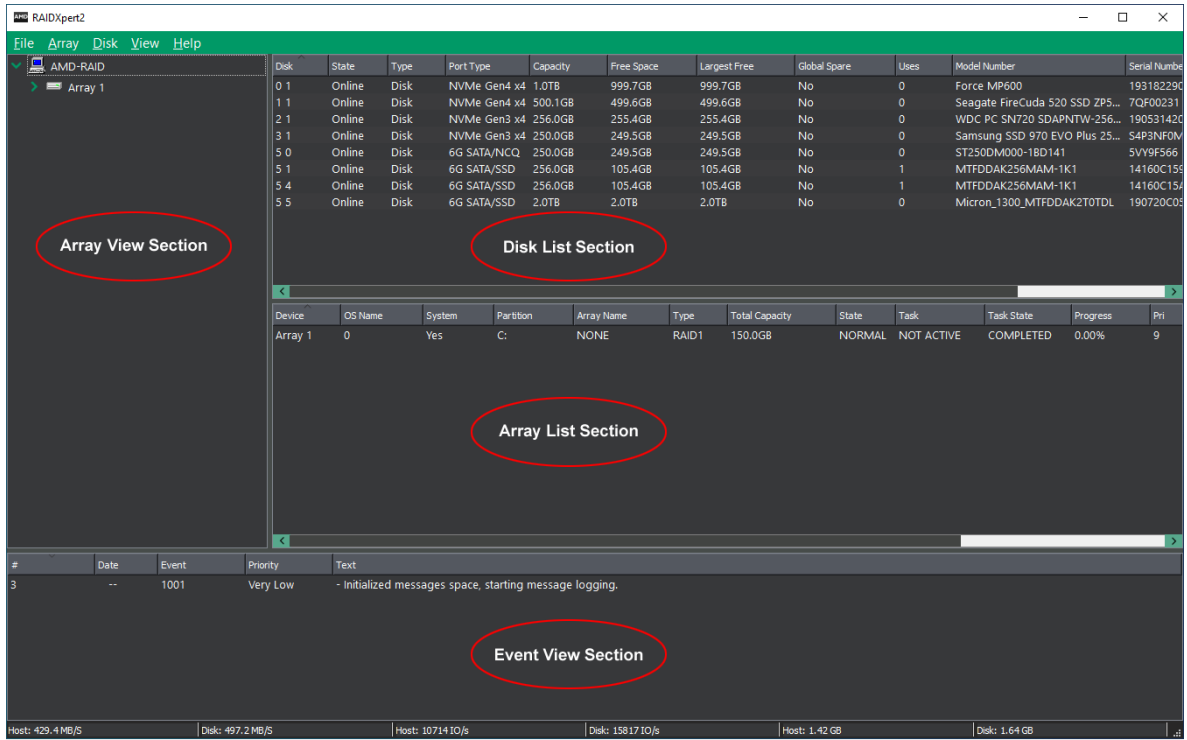 AMD RAIDXpert2
File Array Disk View Help
AMD-RAID
Array 1
Array View Section
Disk State Type Port Type Capacity Free Space Largest Free Global Spare Uses Model Number Serial Numbe
0 1 Online Disk NVMe Gen4 x4 1.0TB 999.7GB 999.7GB No 0 Force MP600 19318229C
1 1 Online Disk NVMe Gen4 x4 500.1GB 499.6GB 499.6GB No 0 Seagate FireCuda 520 SSD ZP5... 7QF00231
2 1 Online Disk NVMe Gen3 x4 256.0GB 255.4GB 255.4GB No 0 WDC PC SN720 SDAPNTW-256... 19053142C
3 1 Online Disk NVMe Gen3 x4 250.0GB 249.5GB 249.5GB No 0 Samsung SSD 970 EVO Plus 25... S4P3NF0M
5 0 Online Disk 6G SATA/NCQ 250.0GB 249.5GB 249.5GB No 0 ST250DM000-1BD141 5VY9F566
5 1 Online Disk 6G SATA/SSD 256.0GB 105.4GB 105.4GB No 1 MTFDDAK256MAM-1K1 14160C159
5 4 Online Disk 6G SATA/SSD 256.0GB 105.4GB 105.4GB No 1 MTFDDAK256MAM-1K1 14160C15A
5 5 Online Disk 6G SATA/SSD 2.0TB 2.0TB 2.0TB No 0 Micron_1300_MTFDDAK2T0TDL 190720C05
Disk List Section
Device OS Name System Partition Array Name Type Total Capacity State Task Task State Progress Pri
Array 1 0 Yes C: NONE RAID1 150.0GB NORMAL NOT ACTIVE COMPLETED 0.00% 9
Array List Section
# Date Event Priority Text
3 -- 1001 Very Low - Initialized messages space, starting message logging.
Event View Section
Host: 429.4 MB/S Disk: 497.2 MB/S Host: 10714 IO/s Disk: 15817 IO/s Host: 1.42 GB Disk: 1.64 GB